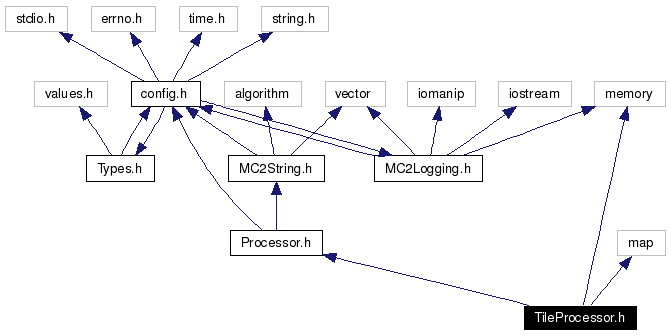 stdio.h
errno.h
time.h
string.h
values.h
config.h
algorithm
vector
iomanip
iostream
memory
Types.h
MC2String.h
MC2Logging.h
Processor.h
map
TileProcessor.h